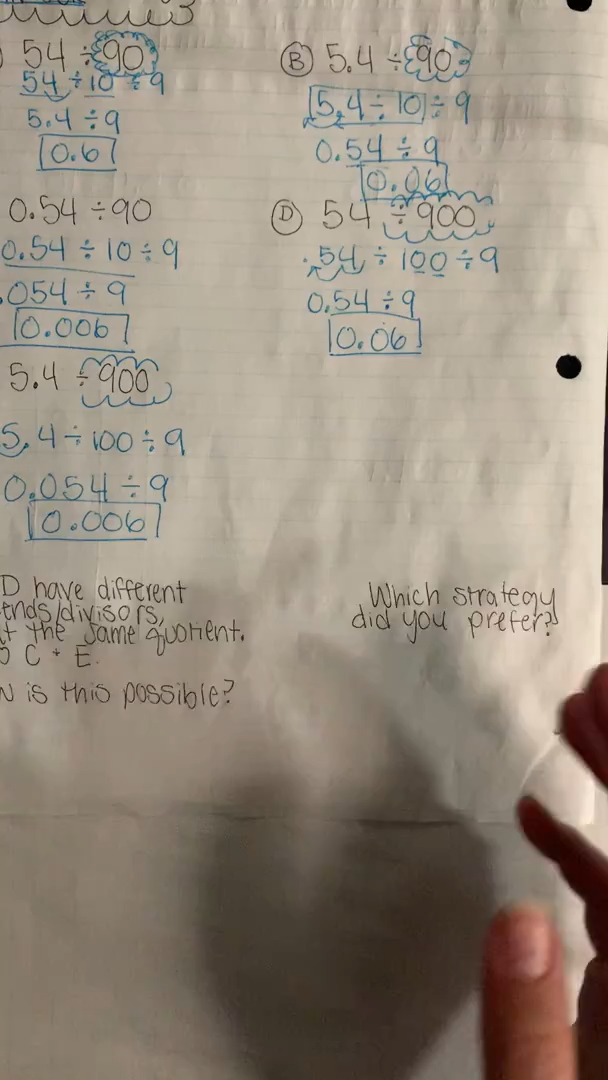 54 ÷ 90
54 ÷ 10 ÷ 9
5.4 ÷ 9
0.6
B 5.4 ÷ 90
5.4 ÷ 10 ÷ 9
0.54 ÷ 9
0.06
0.54 ÷ 90
0.54 ÷ 10 ÷ 9
.054 ÷ 9
0.006
D 54 ÷ 900
.54 ÷ 100 ÷ 9
0.54 ÷ 9
0.06
5.4 ÷ 900
5.4 ÷ 100 ÷ 9
0.054 ÷ 9
0.006
D have different
ends/divisors,
the same quotient.
C + E.
is this possible?
Which strategy
did you prefer?